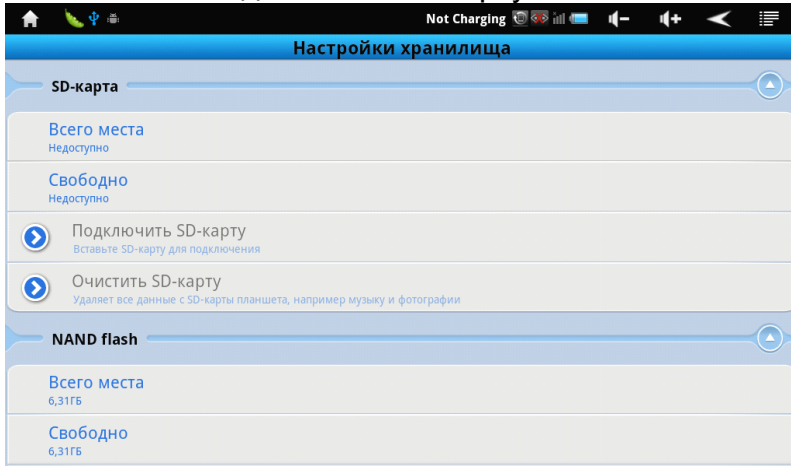 Not Charging
Настройки хранилища
SD-карта
Всего места
Недоступно
Свободно
Недоступно
Подключить SD-карту
Вставьте SD-карту для подключения
Очистить SD-карту
Удаляет все данные с SD-карты планшета, например музыку и фотографии
NAND flash
Всего места
6,31ГБ
Свободно
6,31ГБ